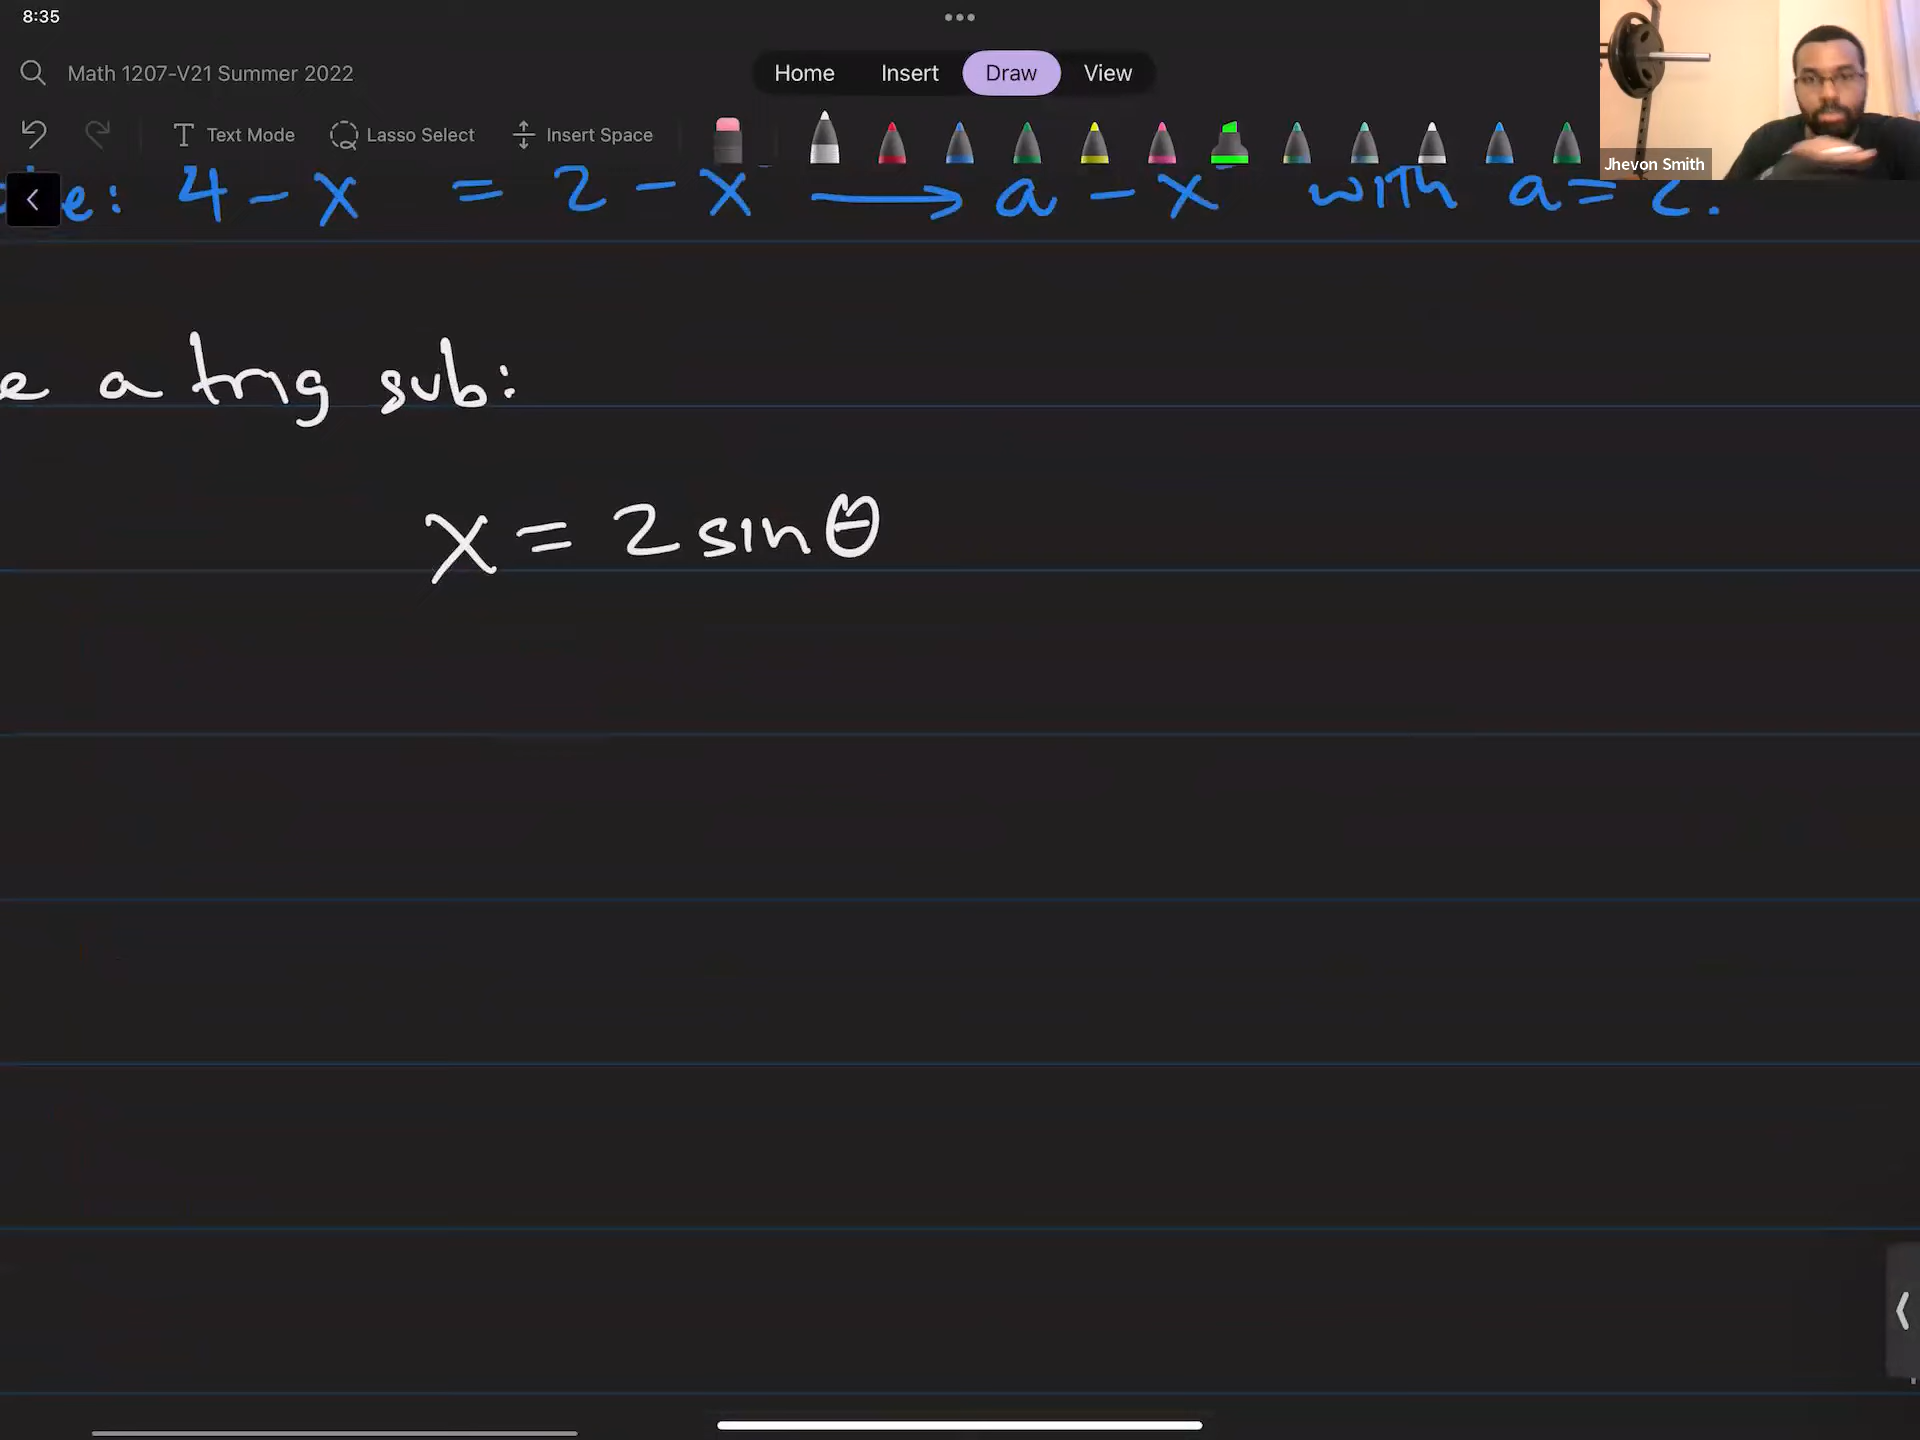 8:35
Math 1207-V21 Summer 2022
Home Insert Draw View
Text Mode Lasso Select Insert Space
Jhevon Smith
e: 4 - x = 2 - x → a - x with a = 2.
e a trig sub:
x = 2 sin θ